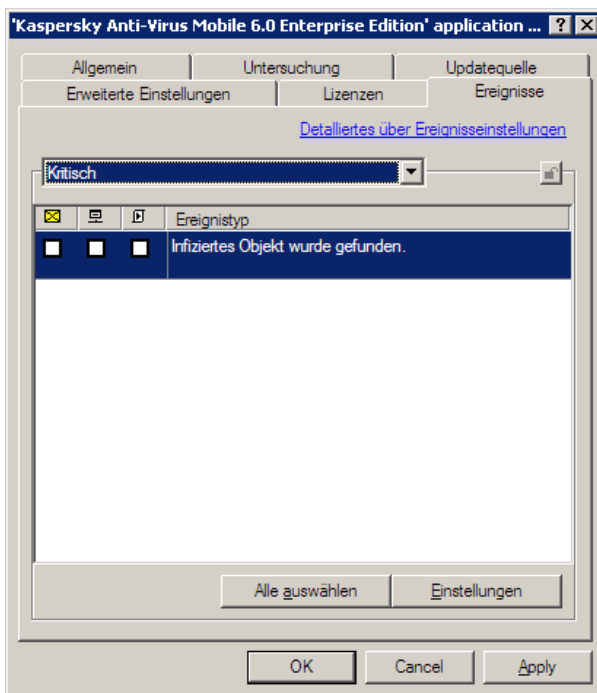 'Kaspersky Anti-Virus Mobile 6.0 Enterprise Edition' application ...
Allgemein Untersuchung Updatequelle
Erweiterte Einstellungen Lizenzen Ereignisse
Detailliertes über Ereigniseinstellungen
Kritisch
Ereignistyp
Infiziertes Objekt wurde gefunden.
Alle auswählen Einstellungen
OK Cancel Apply